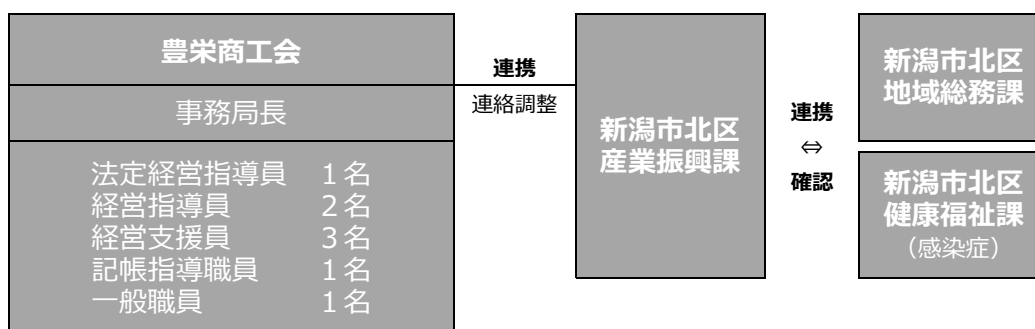 豊栄商工会
事務局長
法定経営指導員 1名
経営指導員 2名
経営支援員 3名
記帳指導職員 1名
一般職員 1名
連携
連絡調整
新潟市北区
産業振興課
連携
⇔
確認
新潟市北区
地域総務課
新潟市北区
健康福祉課
（感染症）